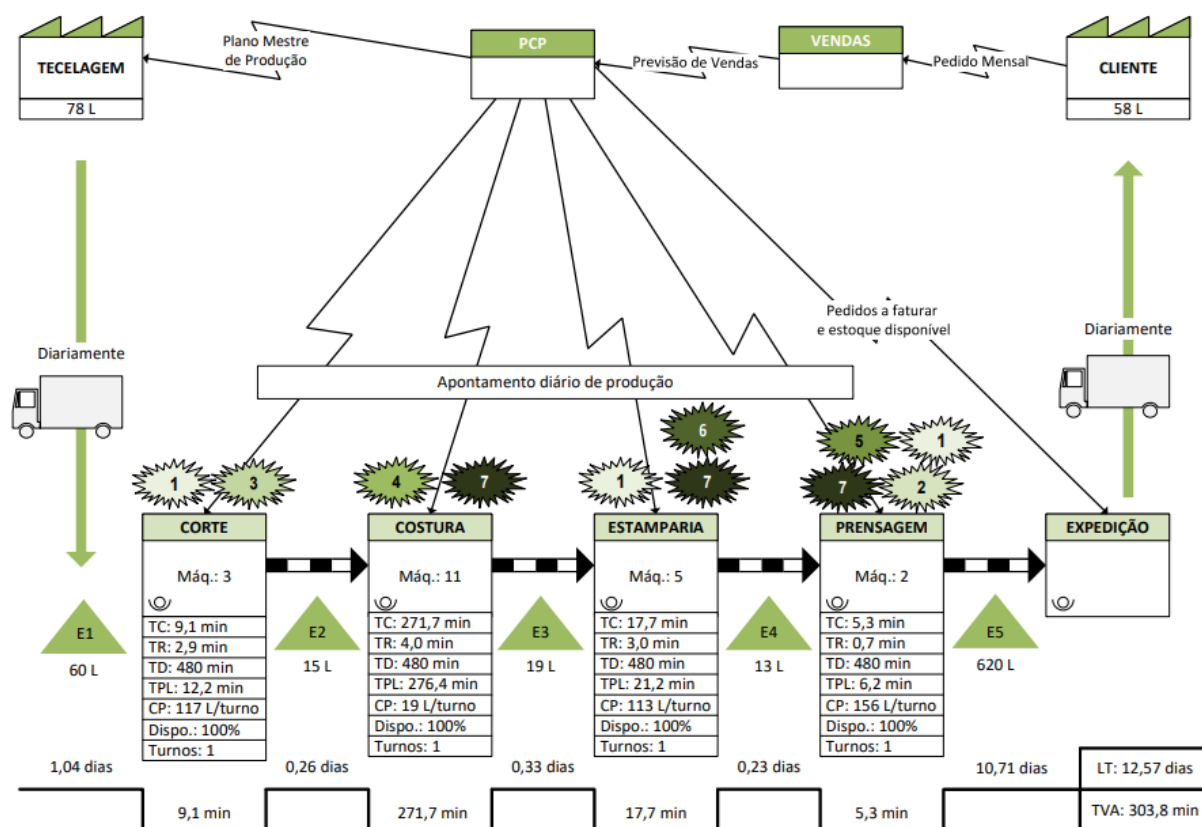 TECELAGEM
78 L
Plano Mestre
de Produção
PCP
Previsão de Vendas
VENDAS
Pedido Mensal
CLIENTE
58 L
Diariamente
Pedidos a faturar
e estoque disponível
Diariamente
Apontamento diário de produção
1
3
4
7
1
6
7
5
1
7
2
CORTE
Máq.: 3
TC: 9,1 min
TR: 2,9 min
TD: 480 min
TPL: 12,2 min
CP: 117 L/turno
Dispo.: 100%
Turnos: 1
COSTURA
Máq.: 11
TC: 271,7 min
TR: 4,0 min
TD: 480 min
TPL: 276,4 min
CP: 19 L/turno
Dispo.: 100%
Turnos: 1
ESTAMPARIA
Máq.: 5
TC: 17,7 min
TR: 3,0 min
TD: 480 min
TPL: 21,2 min
CP: 113 L/turno
Dispo.: 100%
Turnos: 1
PRENSAGEM
Máq.: 2
TC: 5,3 min
TR: 0,7 min
TD: 480 min
TPL: 6,2 min
CP: 156 L/turno
Dispo.: 100%
Turnos: 1
EXPEDIÇÃO
E1
60 L
E2
15 L
E3
19 L
E4
13 L
E5
620 L
1,04 dias
0,26 dias
0,33 dias
0,23 dias
10,71 dias
LT: 12,57 dias
9,1 min
271,7 min
17,7 min
5,3 min
TVA: 303,8 min